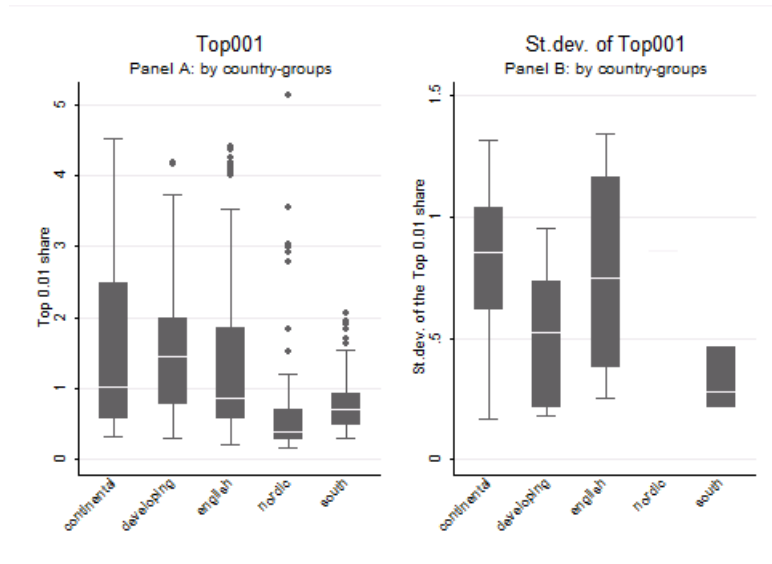 Top001
Panel A: by country-groups
Top 0.01 share
5
4
3
2
1
0
continental
developing
english
nordic
south
St.dev. of Top001
Panel B: by country-groups
St.dev. of the Top 0.01 share
1.5
1
.5
0
continental
developing
english
nordic
south